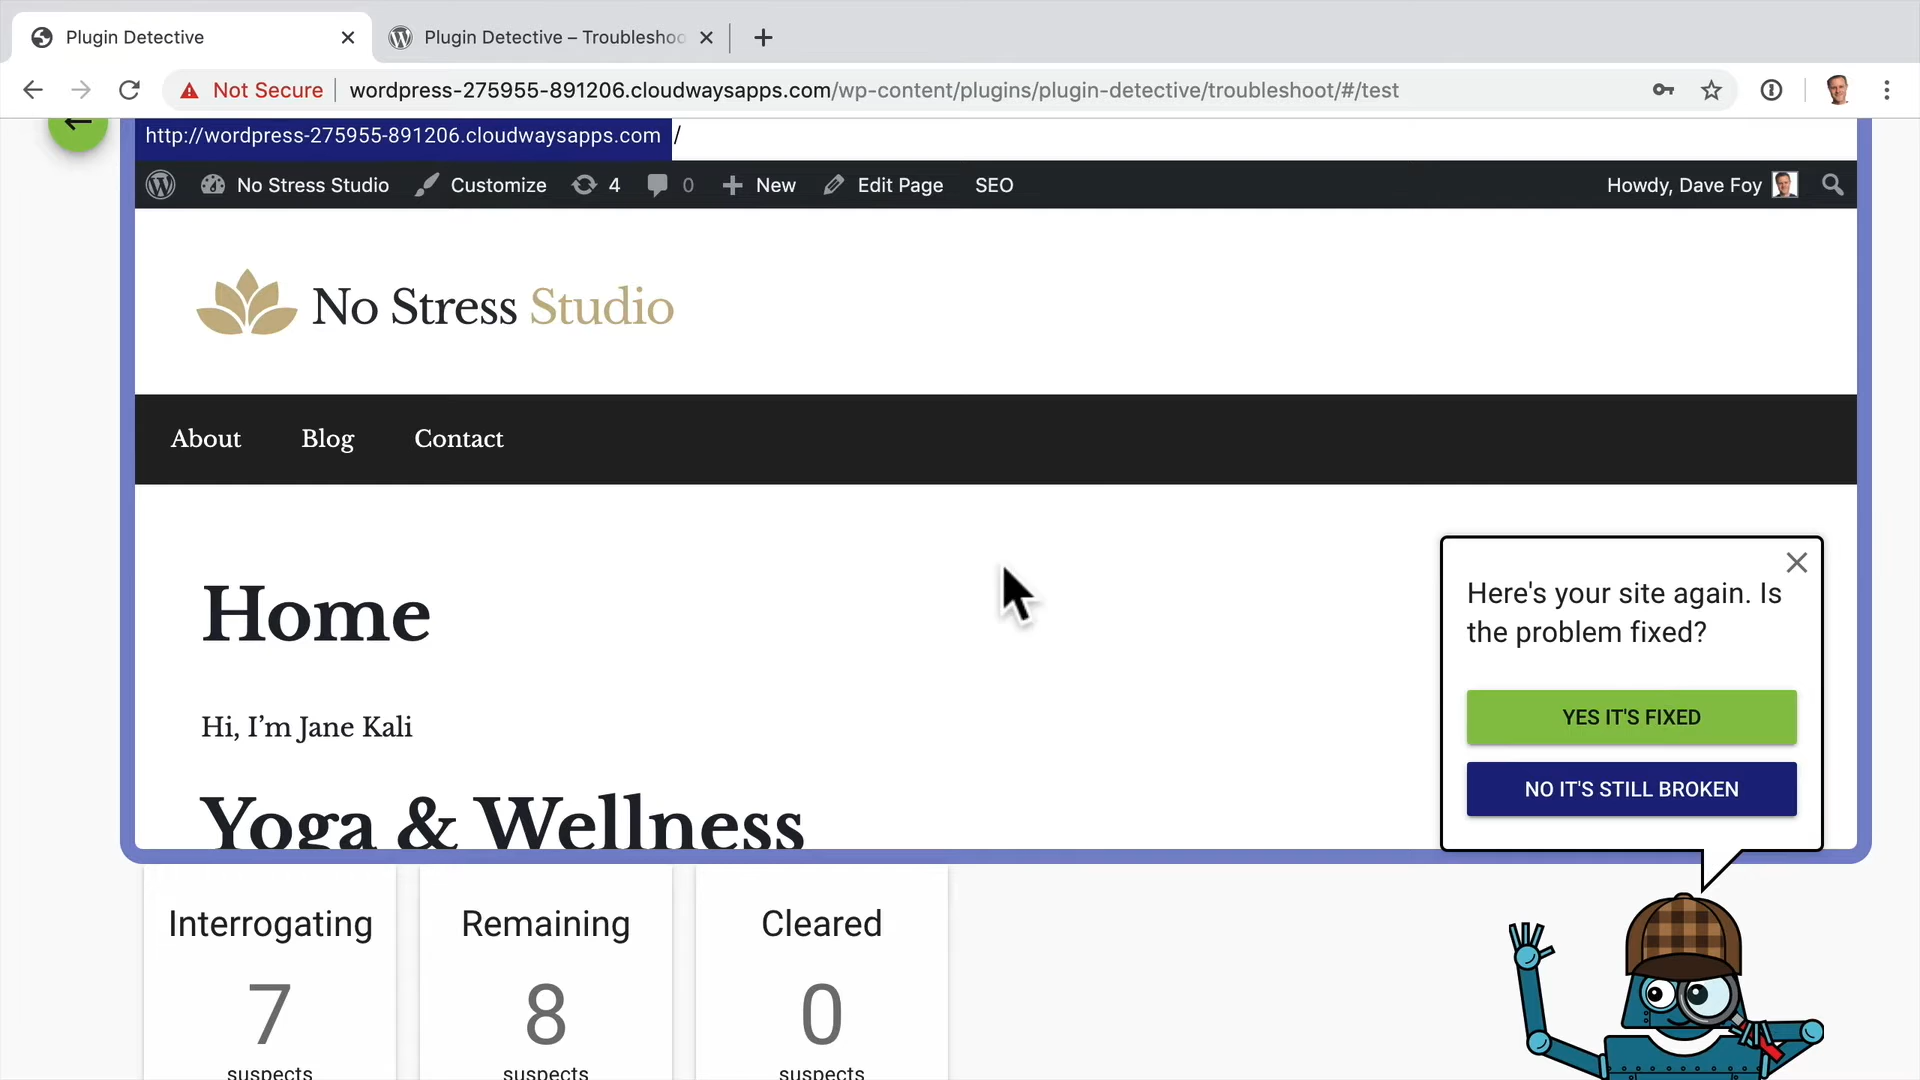 Plugin Detective
Plugin Detective – Troubleshoo
Not Secure
wordpress-275955-891206.cloudwaysapps.com/wp-content/plugins/plugin-detective/troubleshoot/#/test
http://wordpress-275955-891206.cloudwaysapps.com /
No Stress Studio Customize 4 0 New Edit Page SEO Howdy, Dave Foy
No Stress Studio
About Blog Contact
Home
Hi, I’m Jane Kali
Yoga & Wellness
Here's your site again. Is
the problem fixed?
YES IT'S FIXED
NO IT'S STILL BROKEN
Interrogating
7
suspects
Remaining
8
suspects
Cleared
0
suspects